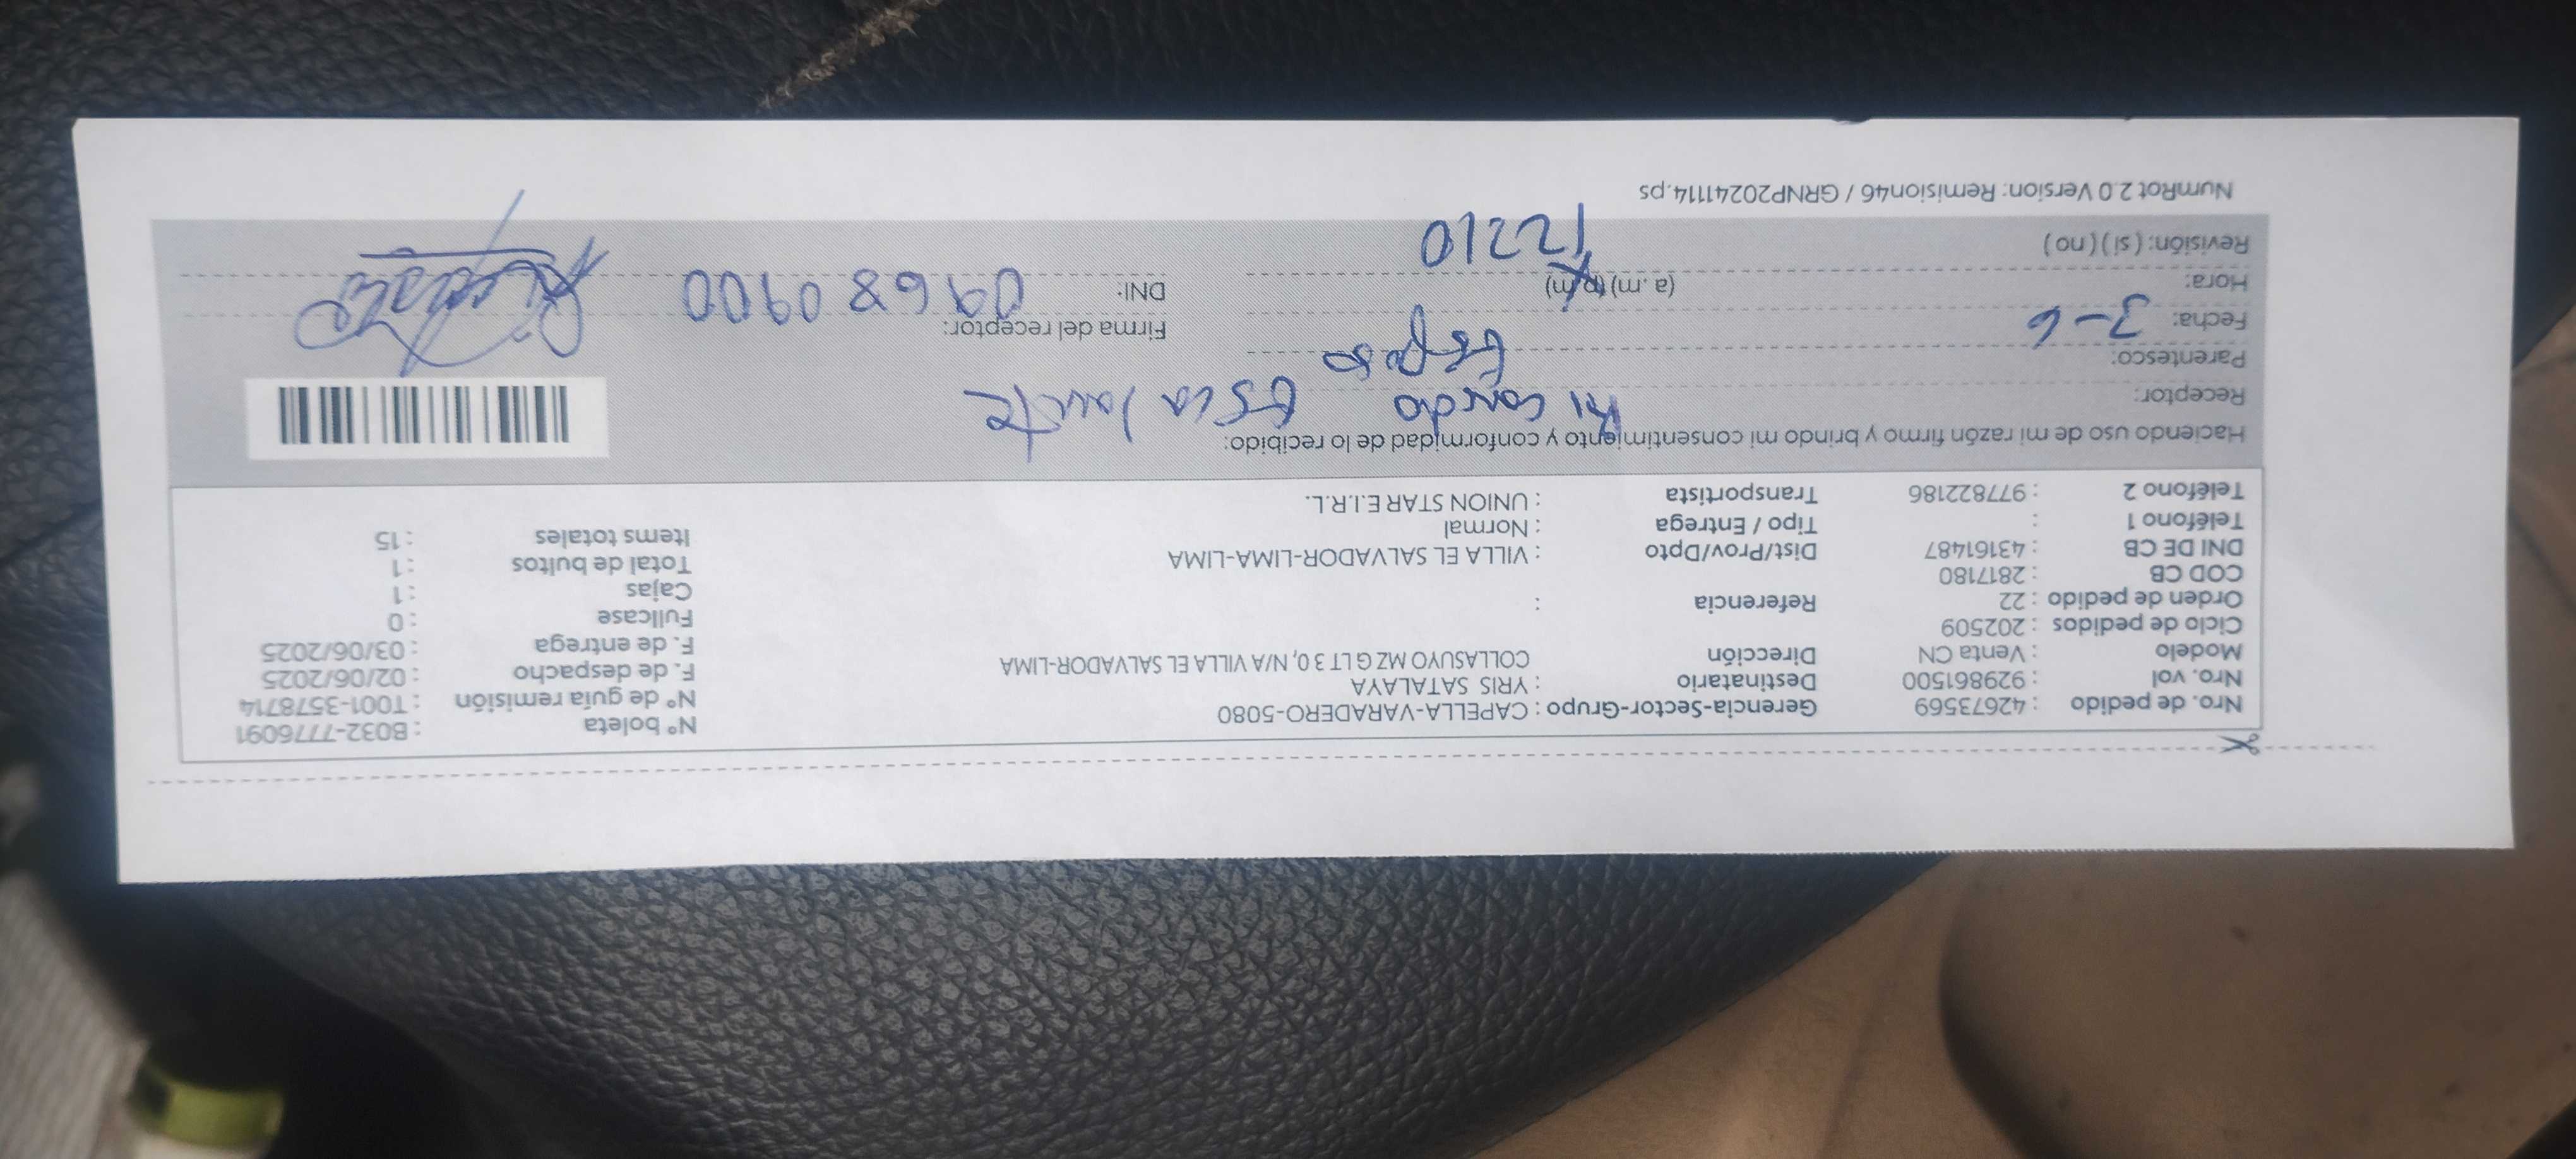 Nro. de pedido : 42673569 Gerencia-Sector-Grupo : CAPELLA-VARADERO-5080 N° boleta : B032-7776091
Nro. vol : 929861500 Destinatario : YRIS SATALAYA N° de guía remisión : T001-3578714
Modelo : Venta CN Dirección COLLASUYO MZ G LT 3 0, N/A VILLA EL SALVADOR-LIMA F. de despacho : 02/06/2025
Ciclo de pedidos : 202509 F. de entrega : 03/06/2025
Orden de pedido : 22 Referencia : Fullcase : 0
COD CB : 2817180 Cajas : 1
DNI DE CB : 43161487 Dist/Prov/Dpto : VILLA EL SALVADOR-LIMA-LIMA Total de bultos : 1
Teléfono 1 : Tipo / Entrega : Normal Items totales : 15
Teléfono 2 : 977822186 Transportista : UNION STAR E.I.R.L.
Haciendo uso de mi razón firmo y brindo mi consentimiento y conformidad de lo recibido:
Receptor: Ricardo
Parentesco: Esposo
Fecha: 3-6 Firma del receptor:
Hora: (a. m) (p. m) DNI: 09680900
Revisión: ( si ) ( no ) 12210
NumRot 2.0 Version: Remision46 / GRNP20241114.ps